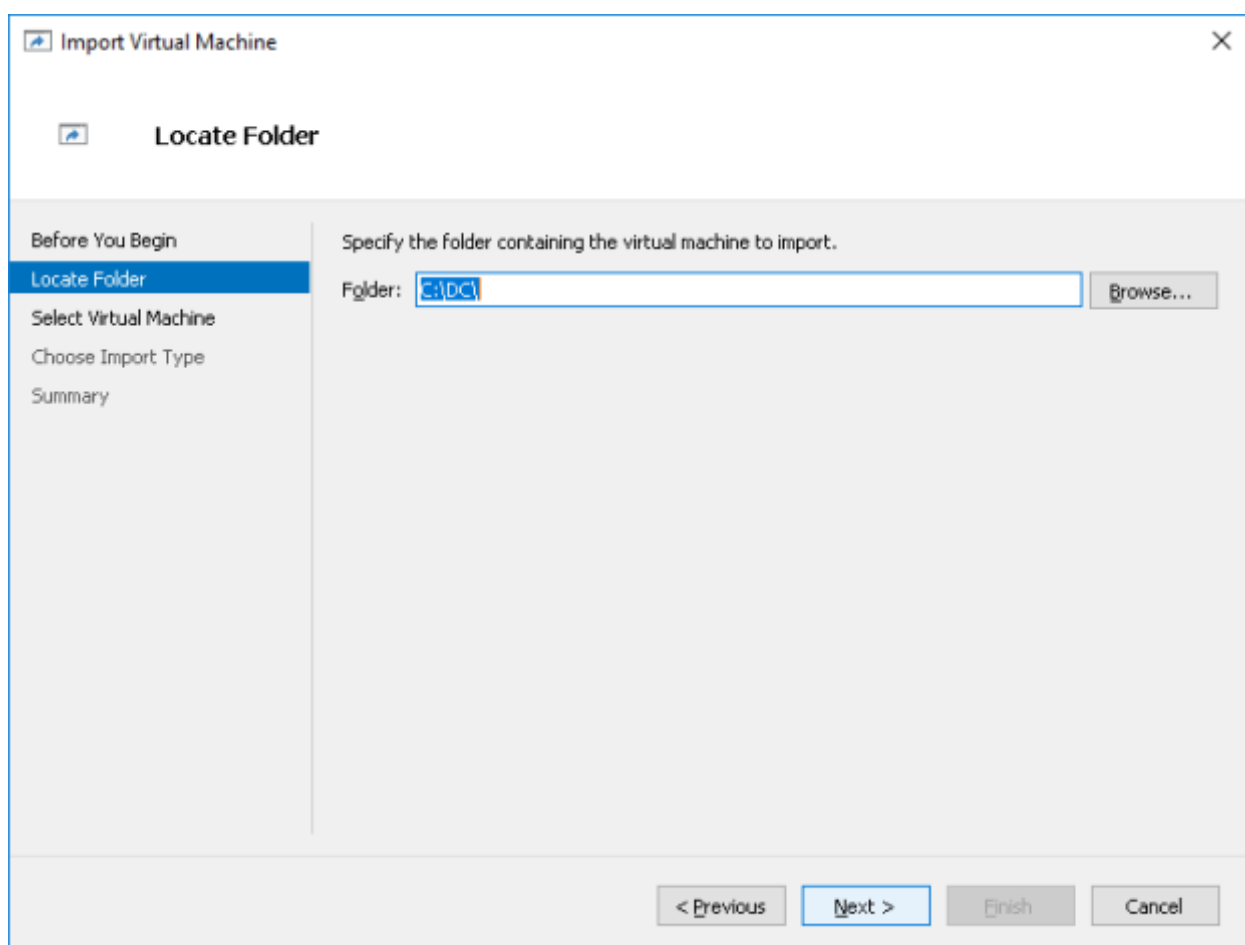 Import Virtual Machine
Locate Folder
Before You Begin
Locate Folder
Select Virtual Machine
Choose Import Type
Summary
Specify the folder containing the virtual machine to import.
Folder: C:\DC\ Browse...
< Previous Next > Finish Cancel